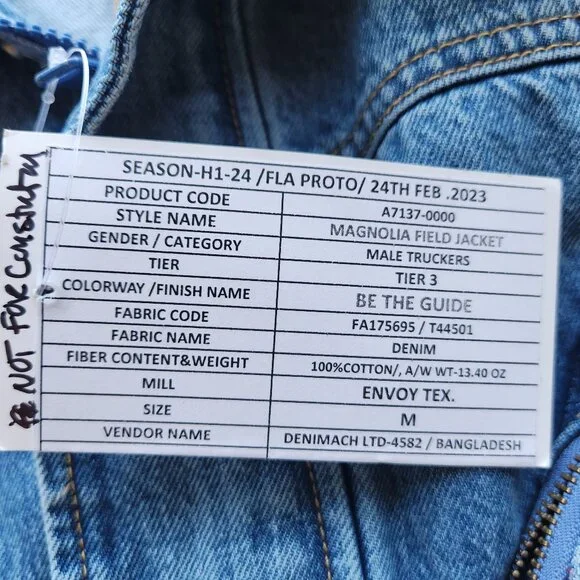 SEASON-H1-24 /FLA PROTO/ 24TH FEB .2023
PRODUCT CODE A7137-0000
STYLE NAME MAGNOLIA FIELD JACKET
GENDER / CATEGORY MALE TRUCKERS
TIER TIER 3
COLORWAY /FINISH NAME BE THE GUIDE
FABRIC CODE FA175695 / T44501
FABRIC NAME DENIM
FIBER CONTENT&WEIGHT 100%COTTON/, A/W WT-13.40 OZ
MILL ENVOY TEX.
SIZE M
VENDOR NAME DENIMACH LTD-4582 / BANGLADESH
NOT FOR